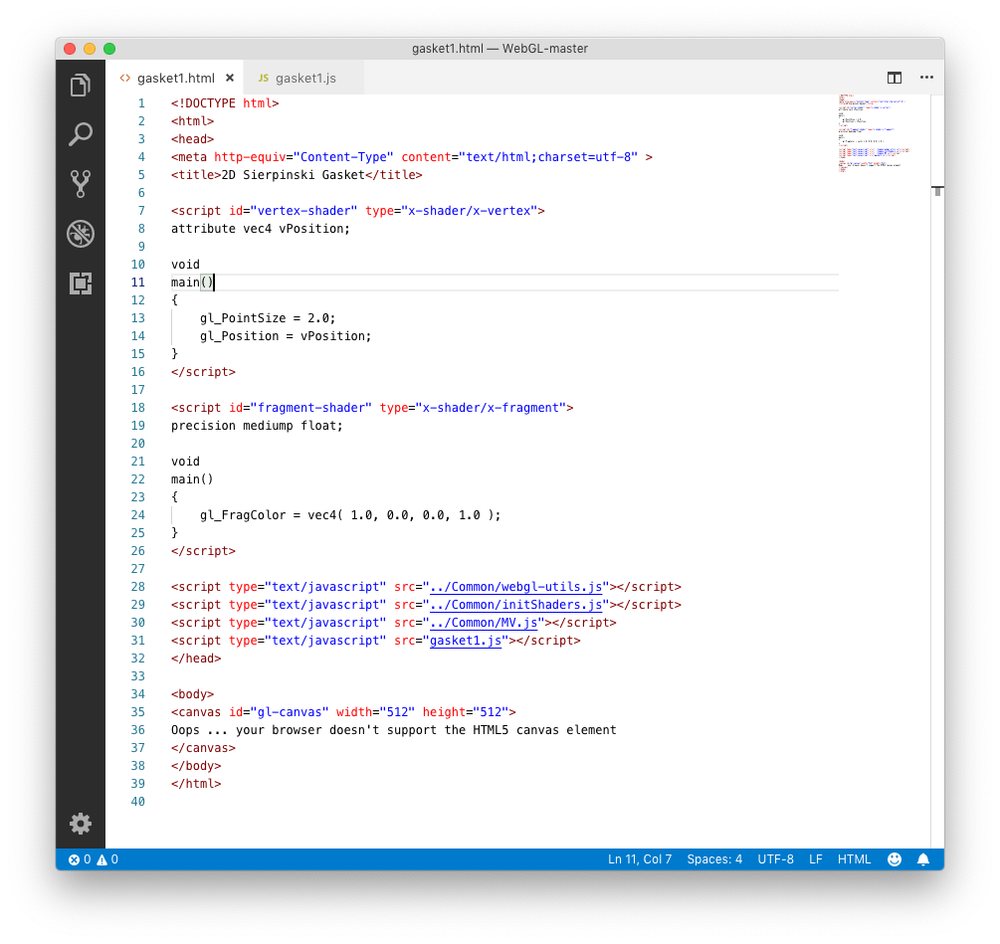 gasket1.html — WebGL-master
<> gasket1.html × JS gasket1.js
1 <!DOCTYPE html>
2 <html>
3 <head>
4 <meta http-equiv="Content-Type" content="text/html;charset=utf-8" >
5 <title>2D Sierpinski Gasket</title>
6
7 <script id="vertex-shader" type="x-shader/x-vertex">
8 attribute vec4 vPosition;
9
10 void
11 main()
12 {
13     gl_PointSize = 2.0;
14     gl_Position = vPosition;
15 }
16 </script>
17
18 <script id="fragment-shader" type="x-shader/x-fragment">
19 precision mediump float;
20
21 void
22 main()
23 {
24     gl_FragColor = vec4( 1.0, 0.0, 0.0, 1.0 );
25 }
26 </script>
27
28 <script type="text/javascript" src="../Common/webgl-utils.js"></script>
29 <script type="text/javascript" src="../Common/initShaders.js"></script>
30 <script type="text/javascript" src="../Common/MV.js"></script>
31 <script type="text/javascript" src="gasket1.js"></script>
32 </head>
33
34 <body>
35 <canvas id="gl-canvas" width="512" height="512">
36 Oops ... your browser doesn't support the HTML5 canvas element
37 </canvas>
38 </body>
39 </html>
40
0 0 Ln 11, Col 7 Spaces: 4 UTF-8 LF HTML